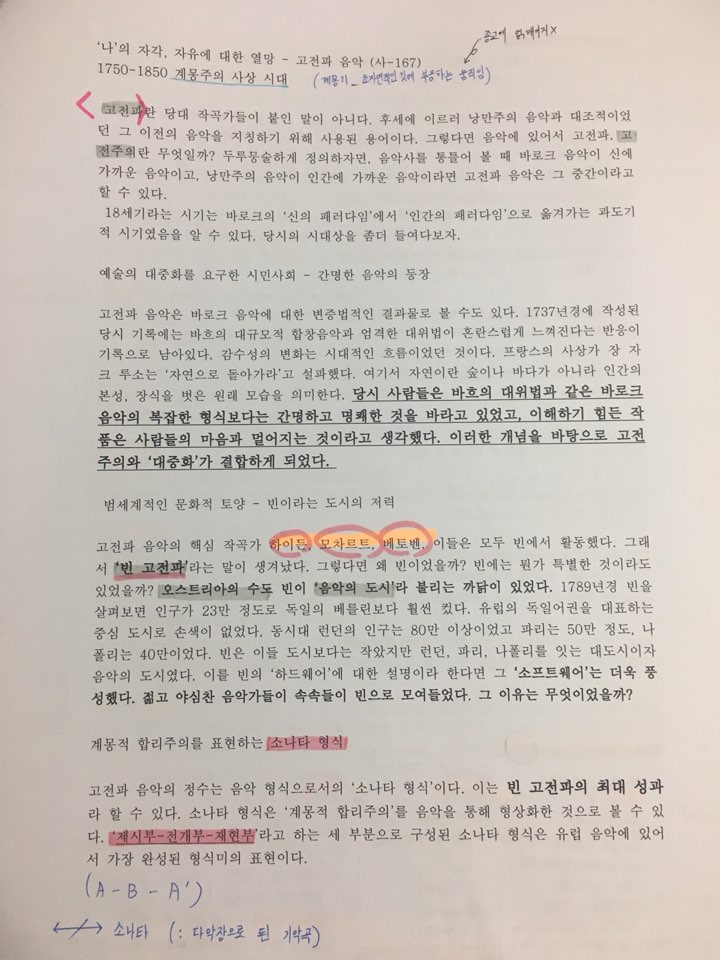 '나'의 자각, 자유에 대한 열망 - 고전파 음악 (사-167)
종교에 얽매이지 X
1750-1850 계몽주의 사상 시대 (계몽기_초자연적인 것에 부응하는 움직임)
< 고전파>란 당대 작곡가들이 붙인 말이 아니다. 후세에 이르러 낭만주의 음악과 대조적이었
던 그 이전의 음악을 지칭하기 위해 사용된 용어이다. 그렇다면 음악에 있어서 고전파, 고
전주의란 무엇일까? 두루뭉술하게 정의하자면, 음악사를 통틀어 볼 때 바로크 음악이 신에
가까운 음악이고, 낭만주의 음악이 인간에 가까운 음악이라면 고전파 음악은 그 중간이라고
할 수 있다.
18세기라는 시기는 바로크의 '신의 패러다임'에서 '인간의 패러다임'으로 옮겨가는 과도기
적 시기였음을 알 수 있다. 당시의 시대상을 좀더 들여다보자.
예술의 대중화를 요구한 시민사회 - 간명한 음악의 등장
고전파 음악은 바로크 음악에 대한 변증법적인 결과물로 볼 수도 있다. 1737년경에 작성된
당시 기록에는 바흐의 대규모적 합창음악과 엄격한 대위법이 혼란스럽게 느껴진다는 반응이
기록으로 남아있다. 감수성의 변화는 시대적인 흐름이었던 것이다. 프랑스의 사상가 장 자
크 루소는 '자연으로 돌아가라'고 설파했다. 여기서 자연이란 숲이나 바다가 아니라 인간의
본성, 장식을 벗은 원래 모습을 의미한다. 당시 사람들은 바흐의 대위법과 같은 바로크
음악의 복잡한 형식보다는 간명하고 명쾌한 것을 바라고 있었고, 이해하기 힘든 작
품은 사람들의 마음과 멀어지는 것이라고 생각했다. 이러한 개념을 바탕으로 고전
주의와 '대중화'가 결합하게 되었다.
범세계적인 문화적 토양 - 빈이라는 도시의 저력
고전파 음악의 핵심 작곡가 하이든, 모차르트, 베토벤, 이들은 모두 빈에서 활동했다. 그래
서 '빈 고전파'라는 말이 생겨났다. 그렇다면 왜 빈이었을까? 빈에는 뭔가 특별한 것이라도
있었을까? 오스트리아의 수도 빈이 '음악의 도시'라 불리는 까닭이 있었다. 1789년경 빈을
살펴보면 인구가 23만 정도로 독일의 베를린보다 훨씬 컸다. 유럽의 독일어권을 대표하는
중심 도시로 손색이 없었다. 동시대 런던의 인구는 80만 이상이었고 파리는 50만 정도, 나
폴리는 40만이었다. 빈은 이들 도시보다는 작았지만 런던, 파리, 나폴리를 잇는 대도시이자
음악의 도시였다. 이를 빈의 '하드웨어'에 대한 설명이라 한다면 그 '소프트웨어'는 더욱 풍
성했다. 젊고 야심찬 음악가들이 속속들이 빈으로 모여들었다. 그 이유는 무엇이었을까?
계몽적 합리주의를 표현하는 소나타 형식
고전파 음악의 정수는 음악 형식으로서의 '소나타 형식'이다. 이는 빈 고전파의 최대 성과
라 할 수 있다. 소나타 형식은 '계몽적 합리주의'를 음악을 통해 형상화한 것으로 볼 수 있
다. '제시부-전개부-재현부'라고 하는 세 부분으로 구성된 소나타 형식은 유럽 음악에 있어
서 가장 완성된 형식미의 표현이다.
(A - B - A')
소나타 (: 다악장으로 된 기악곡)